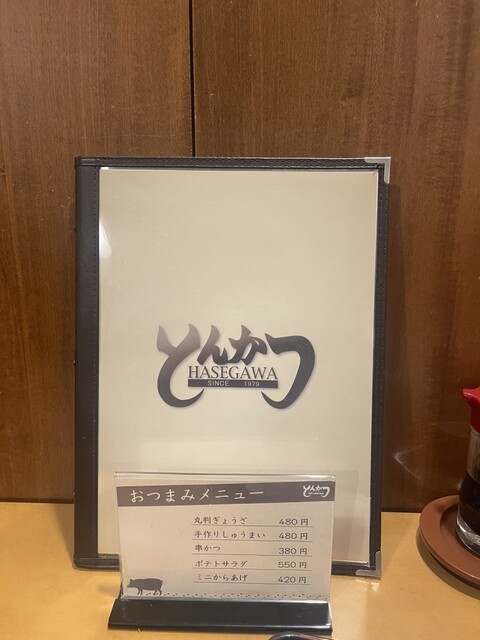 とんかつ
HASEGAWA
SINCE 1979
おつまみメニュー とんかつ
丸判ぎょうざ 480円
手作りしゅうまい 480円
串かつ 380円
ポテトサラダ 550円
ミニからあげ 420円